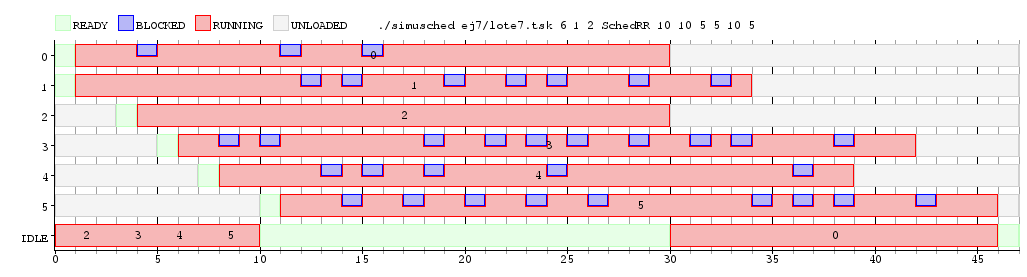 READY BLOCKED RUNNING UNLOADED ./simusched ej7/lote7.tsk 6 1 2 SchedRR 10 10 5 5 10 5
0 0
1 1
2 2
3 3
4 4
5 5
IDLE 2 3 4 5 0
0 5 10 15 20 25 30 35 40 45